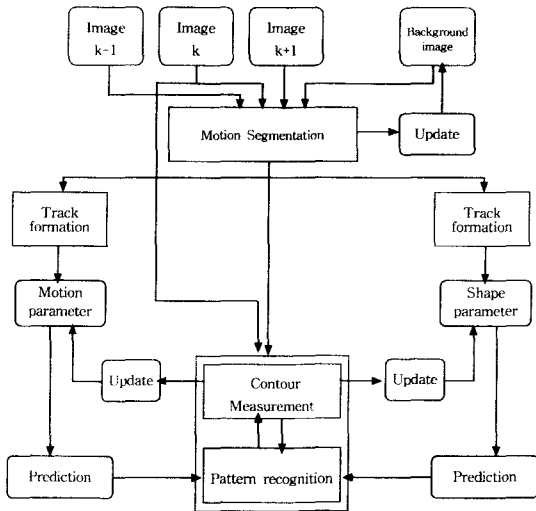 Image
k-1
Image
k
Image
k+1
Background
image
Motion Segmentation
Update
Track
formation
Track
formation
Motion
parameter
Shape
parameter
Update
Contour
Measurement
Update
Prediction
Pattern recognition
Prediction